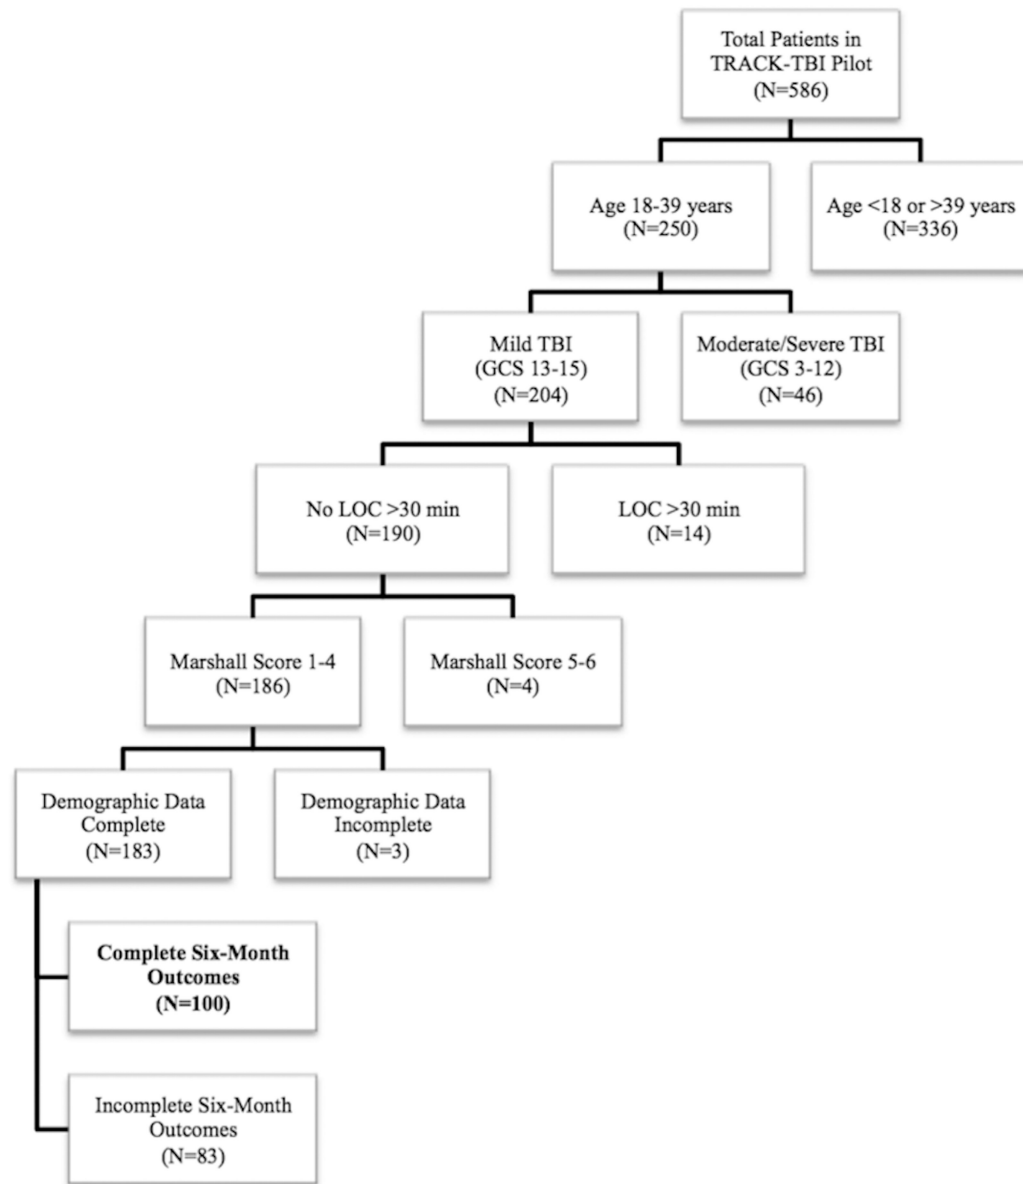 Total Patients in
TRACK-TBI Pilot
(N=586)
Age 18-39 years
(N=250)
Age <18 or >39 years
(N=336)
Mild TBI
(GCS 13-15)
(N=204)
Moderate/Severe TBI
(GCS 3-12)
(N=46)
No LOC >30 min
(N=190)
LOC >30 min
(N=14)
Marshall Score 1-4
(N=186)
Marshall Score 5-6
(N=4)
Demographic Data
Complete
(N=183)
Demographic Data
Incomplete
(N=3)
Complete Six-Month
Outcomes
(N=100)
Incomplete Six-Month
Outcomes
(N=83)